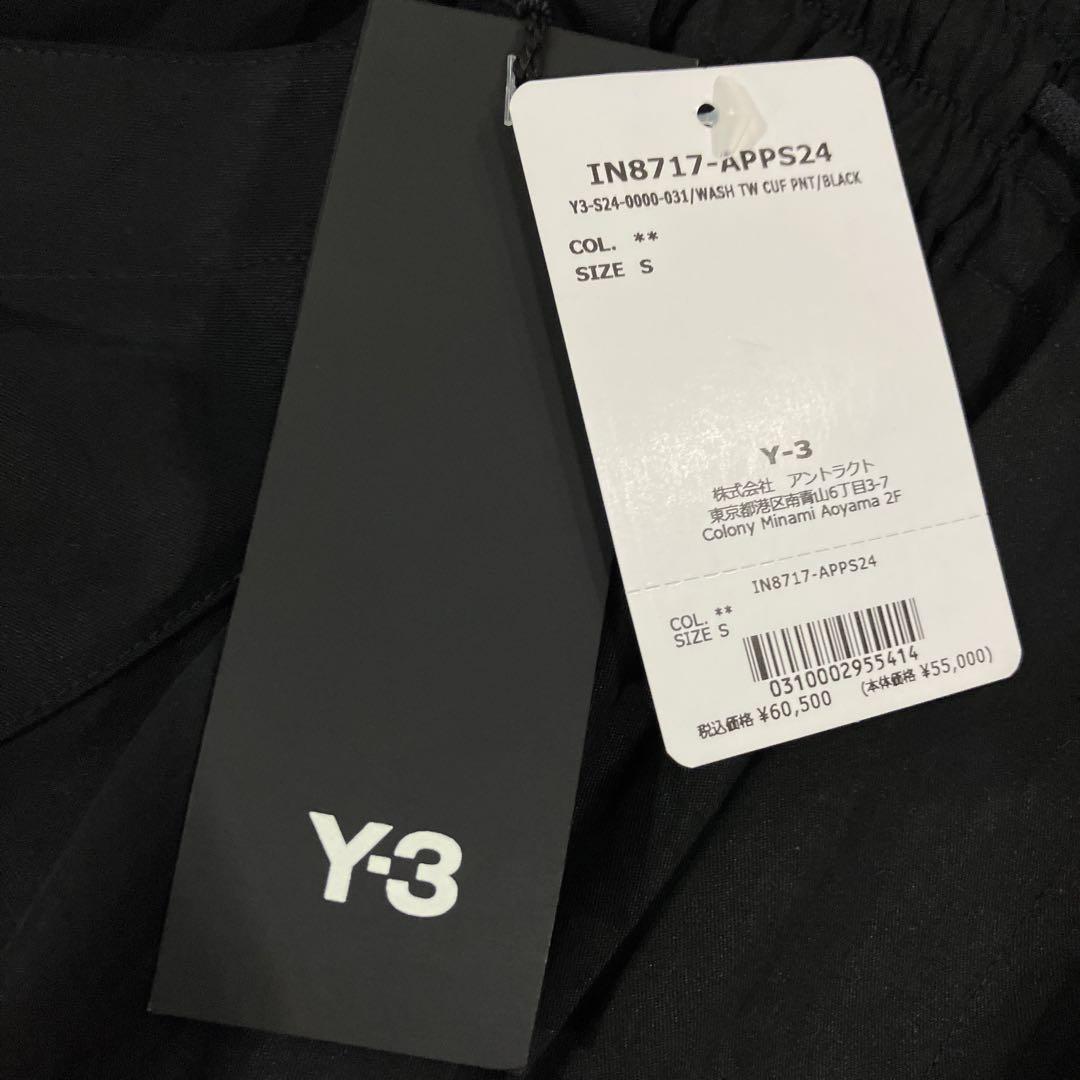 IN8717-APPS24
Y3-S24-0000-031/WASH TW CUF PNT/BLACK
COL. **
SIZE S
Y-3
株式会社 アントラクト
東京都港区南青山6丁目3-7
Colony Minami Aoyama 2F
IN8717-APPS24
COL. **
SIZE S
0310002955414
税込価格 ¥60,500 (本体価格 ¥55,000)
Y-3